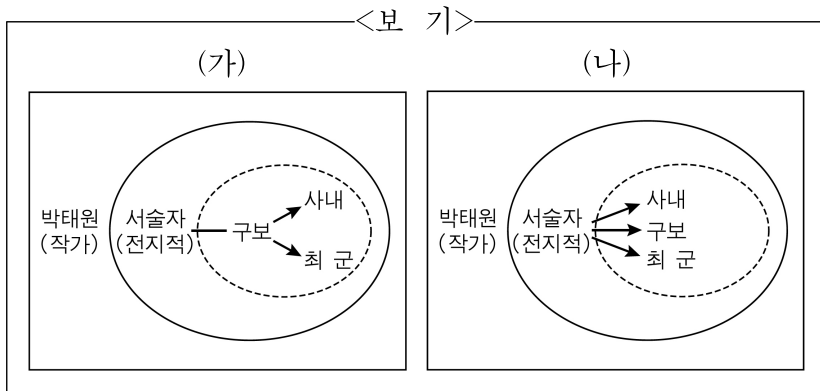 <보 기>
(가)
(나)
박태원
(작가)
서술자
(전지적)
구보
사내
최 군
박태원
(작가)
서술자
(전지적)
사내
구보
최 군